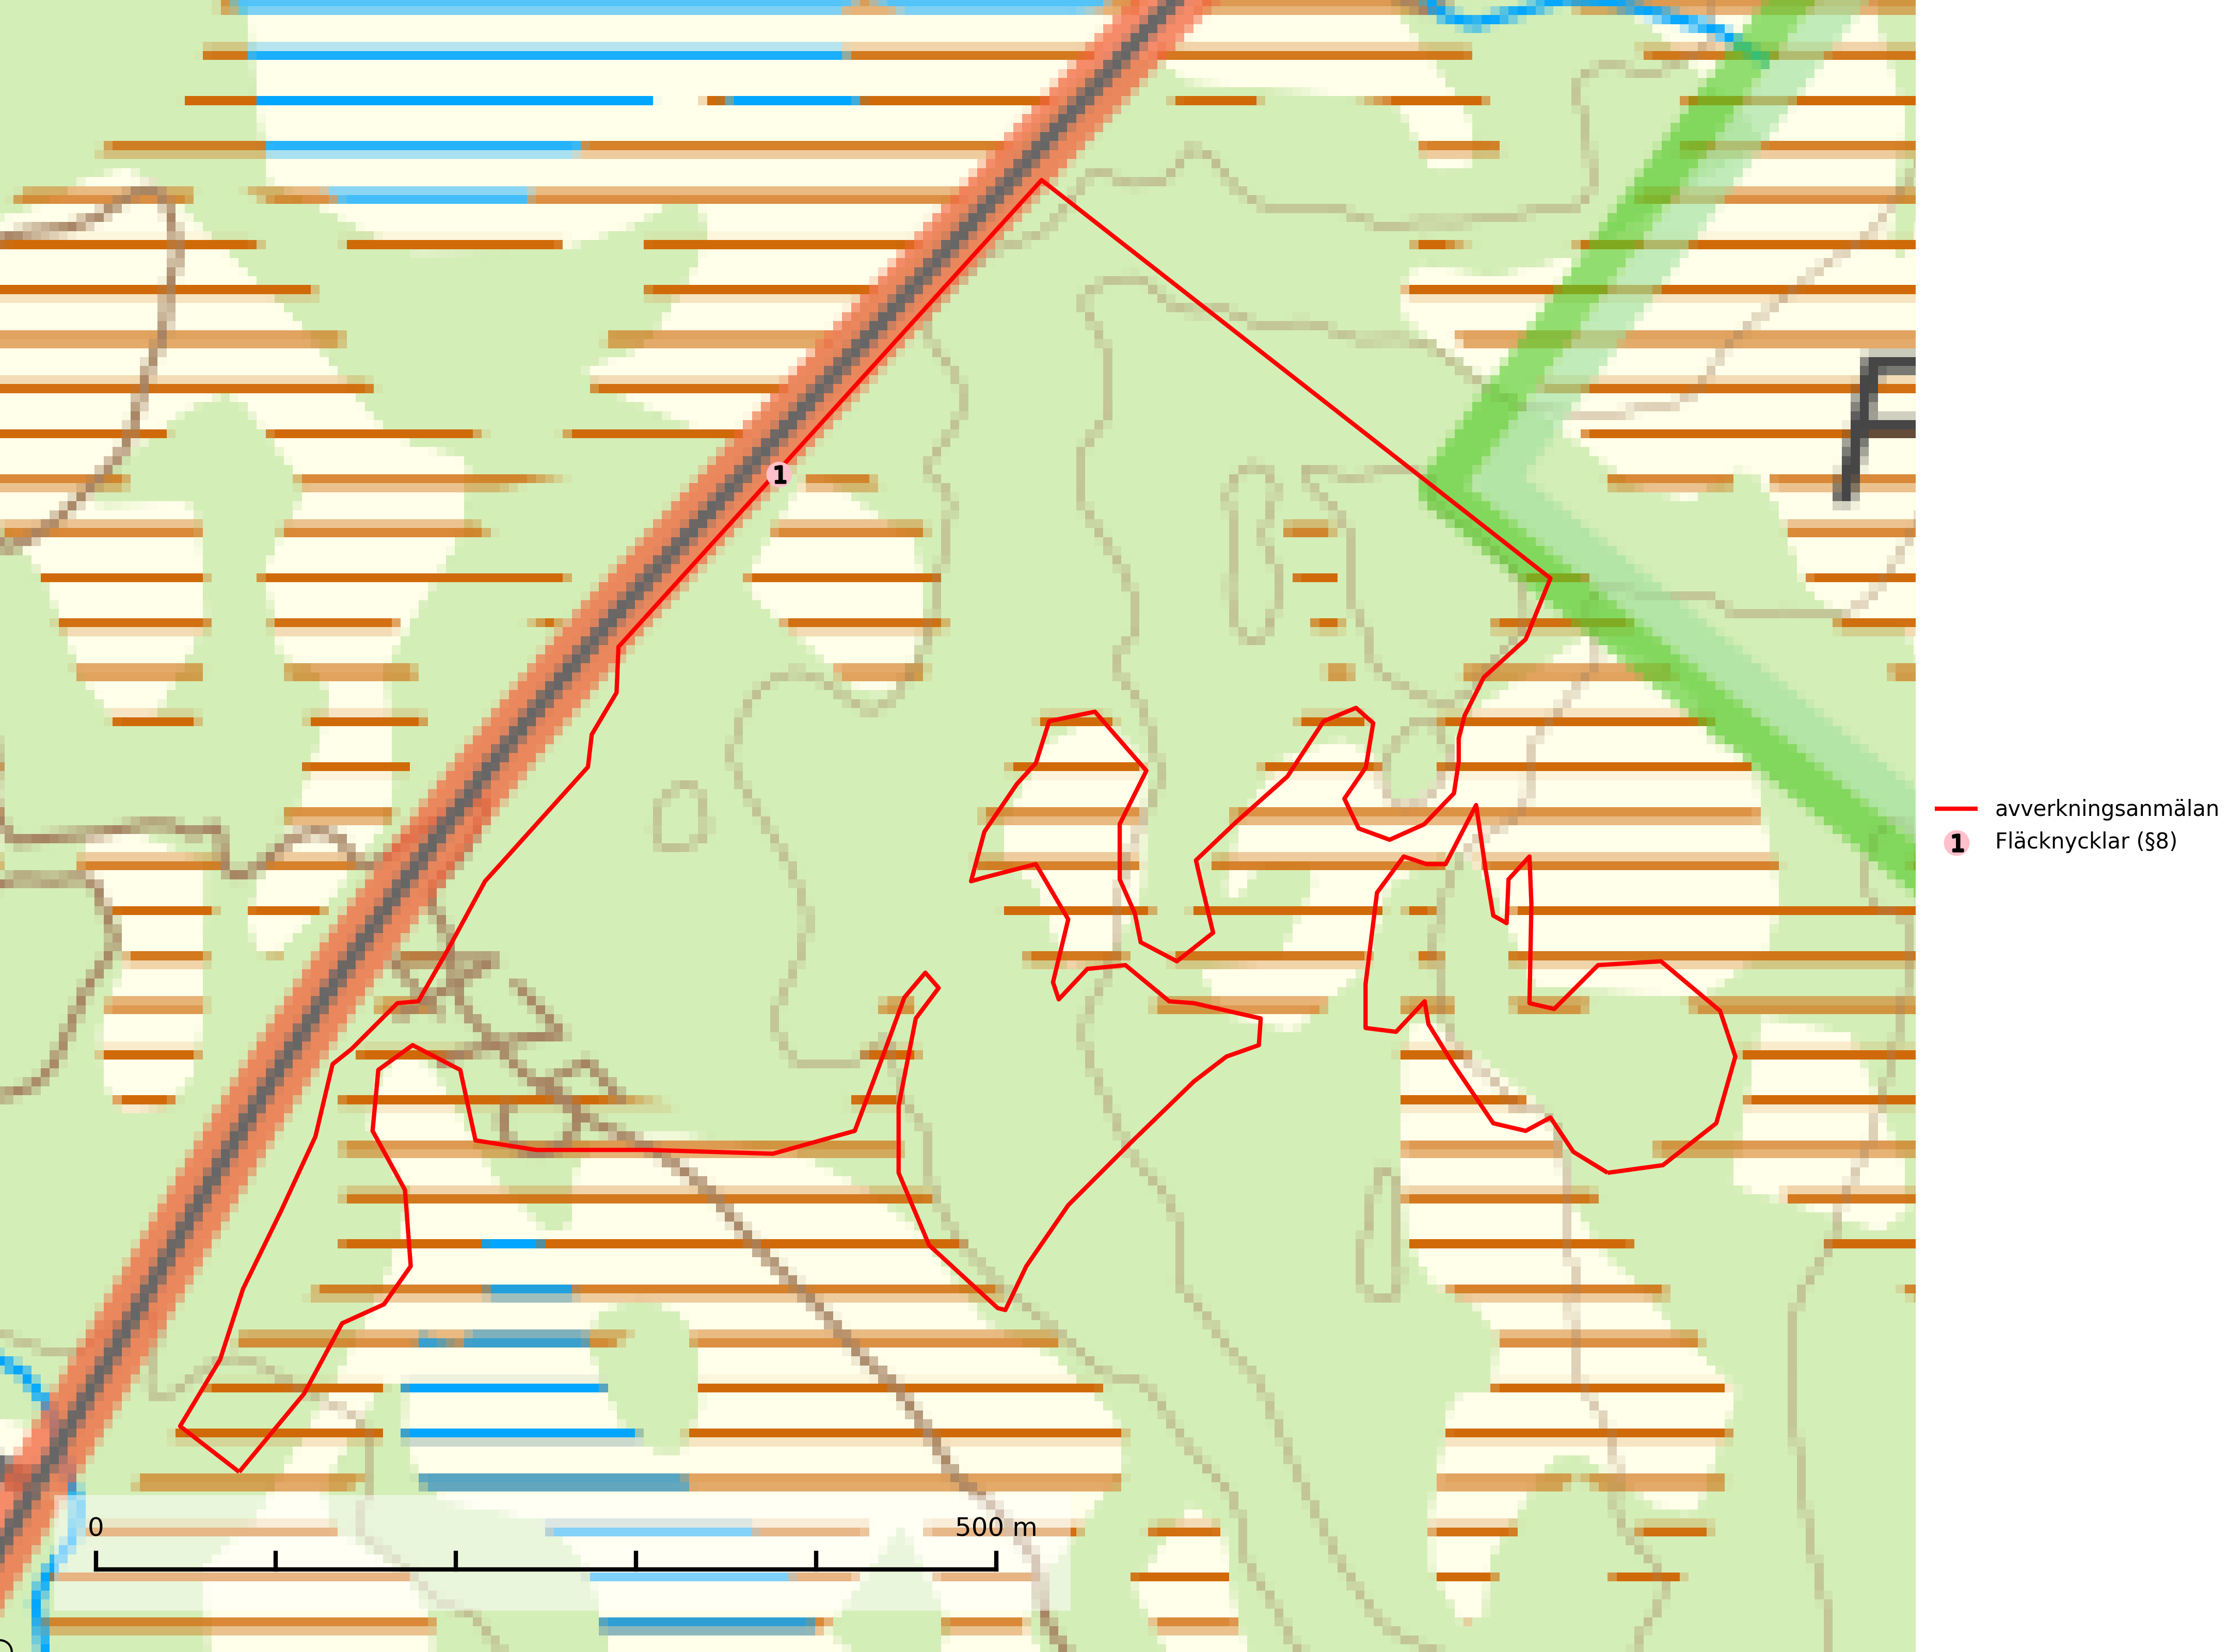 F
1
avverkningsanmälan
1 Fläcknycklar (§8)
0 500 m